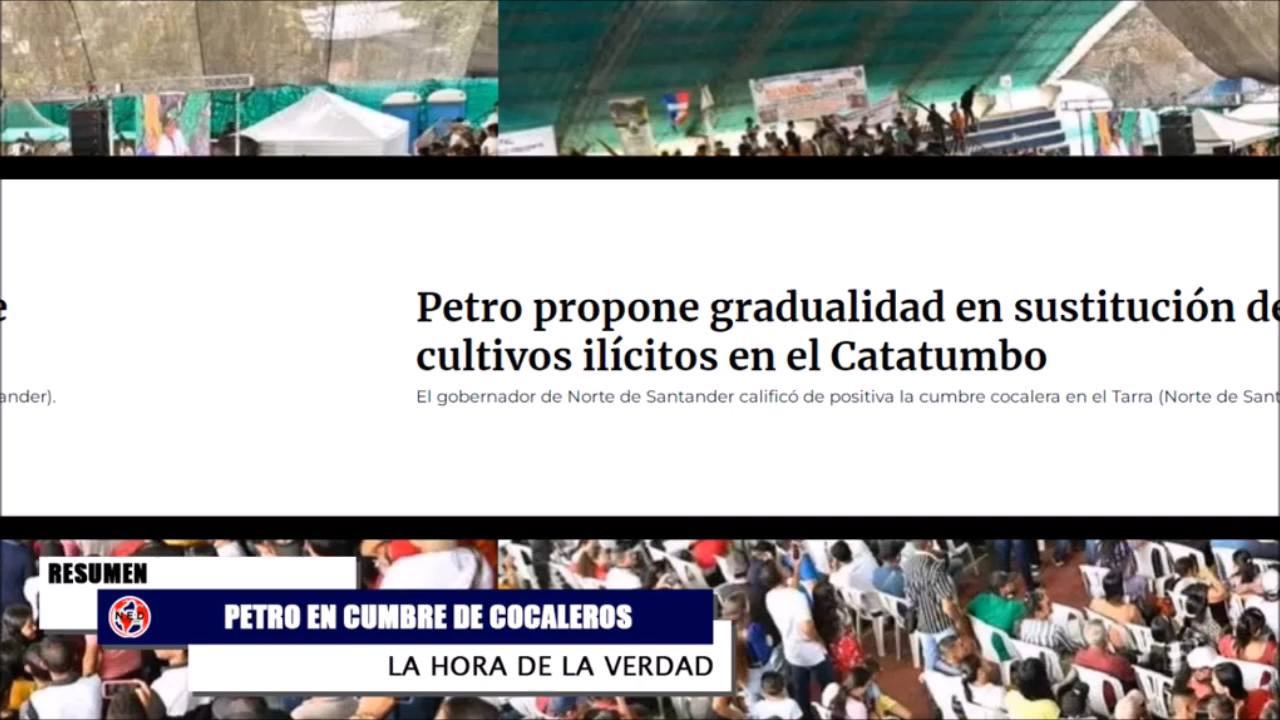 Petro propone gradualidad en sustitución de
cultivos ilícitos en el Catatumbo
ander).
El gobernador de Norte de Santander calificó de positiva la cumbre cocalera en el Tarra (Norte de Sant
RESUMEN
PETRO EN CUMBRE DE COCALEROS
LA HORA DE LA VERDAD